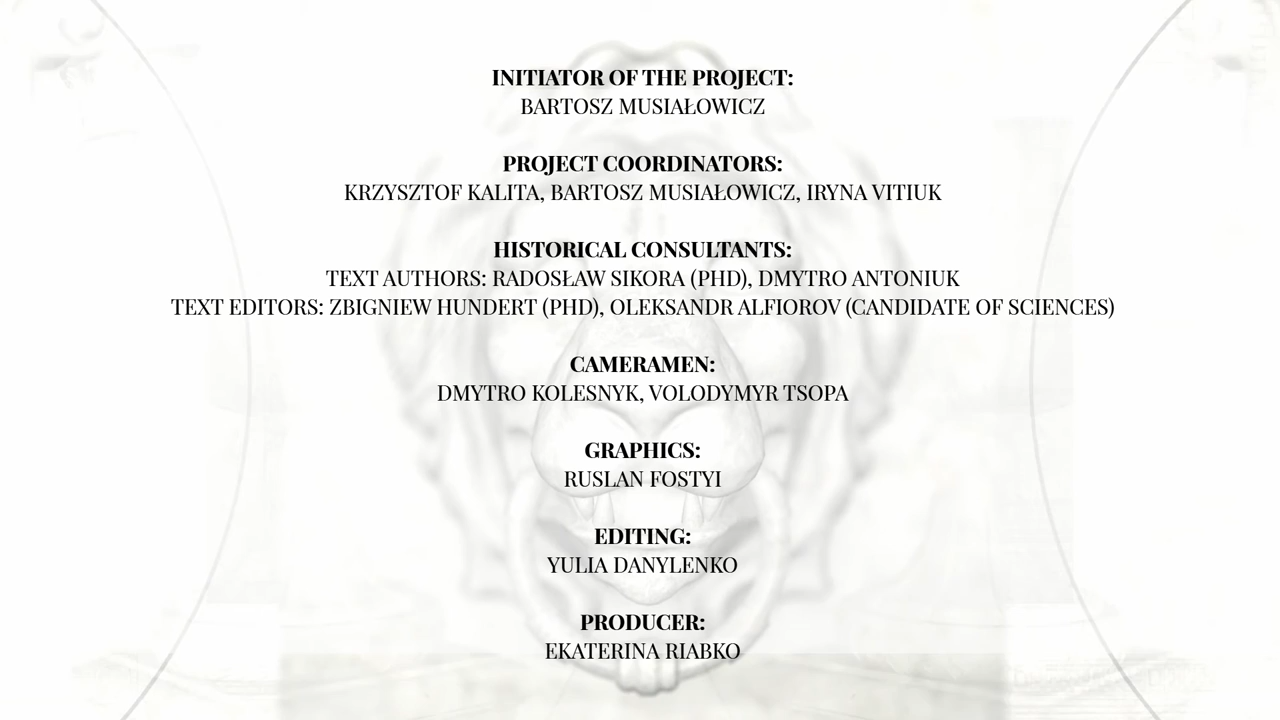 INITIATOR OF THE PROJECT:
BARTOSZ MUSIAŁOWICZ
PROJECT COORDINATORS:
KRZYSZTOF KALITA, BARTOSZ MUSIAŁOWICZ, IRYNA VITIUK
HISTORICAL CONSULTANTS:
TEXT AUTHORS: RADOSŁAW SIKORA (PHD), DMYTRO ANTONIUK
TEXT EDITORS: ZBIGNIEW HUNDERT (PHD), OLEKSANDR ALFIOROV (CANDIDATE OF SCIENCES)
CAMERAMEN:
DMYTRO KOLESNYK, VOLODYMYR TSOPA
GRAPHICS:
RUSLAN FOSTYI
EDITING:
YULIA DANYLENKO
PRODUCER:
EKATERINA RIABKO